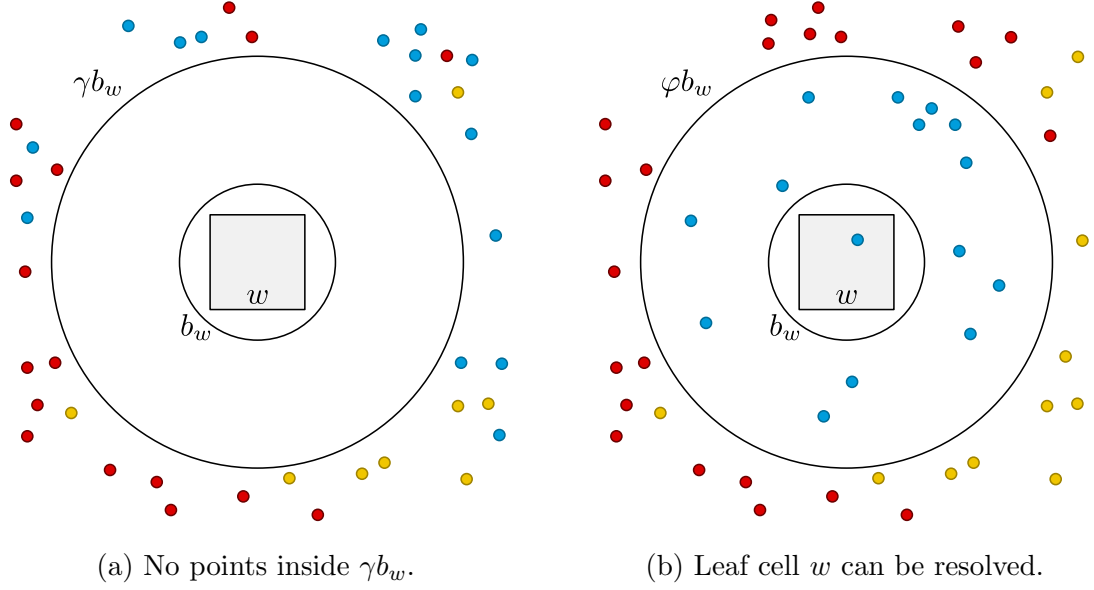 γb_w
w
b_w
(a) No points inside γb_w.
φb_w
w
b_w
(b) Leaf cell w can be resolved.